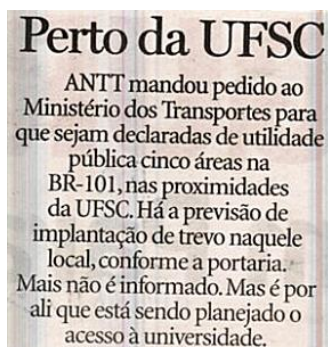 Perto da UFSC
ANTT mandou pedido ao
Ministério dos Transportes para
que sejam declaradas de utilidade
pública cinco áreas na
BR-101, nas proximidades
da UFSC. Há a previsão de
implantação de trevo naquele
local, conforme a portaria.
Mais não é informado. Mas é por
ali que está sendo planejado o
acesso à universidade.